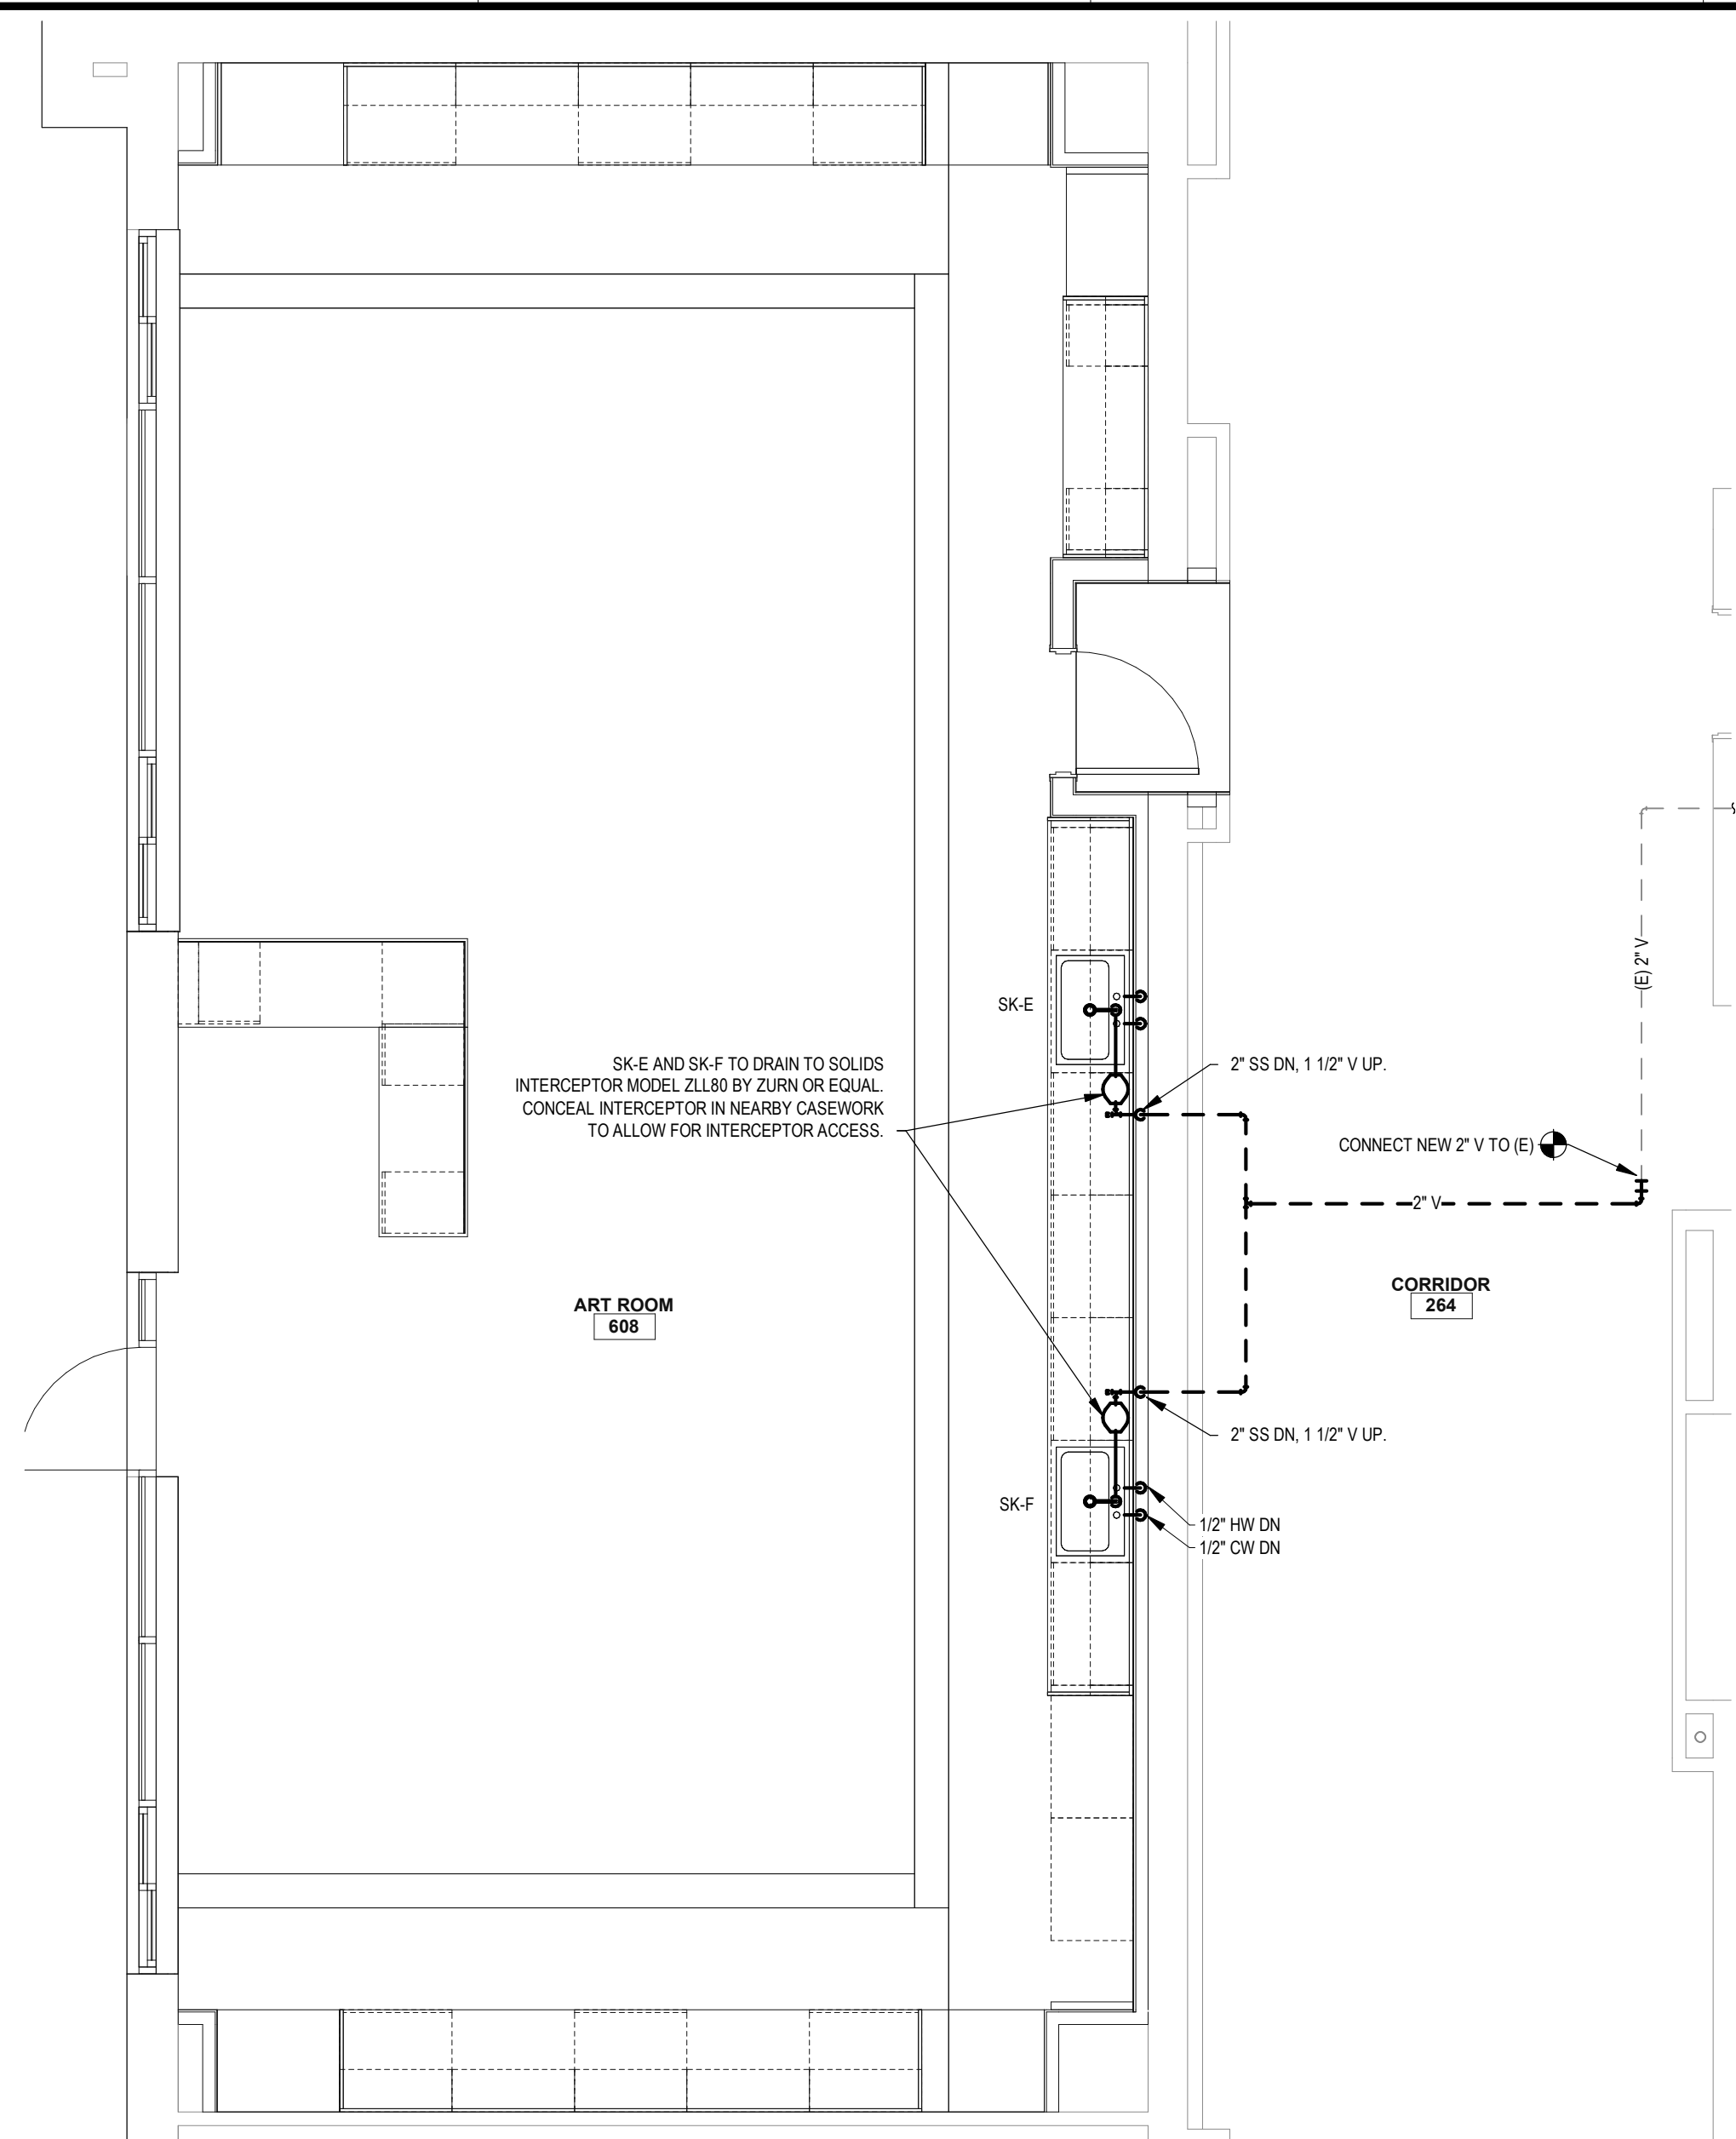 (E) 2" V
SK-E
SK-E AND SK-F TO DRAIN TO SOLIDS
INTERCEPTOR MODEL ZLL80 BY ZURN OR EQUAL.
CONCEAL INTERCEPTOR IN NEARBY CASEWORK
TO ALLOW FOR INTERCEPTOR ACCESS.
2" SS DN, 1 1/2" V UP.
CONNECT NEW 2" V TO (E)
2" V
CORRIDOR
264
ART ROOM
608
2" SS DN, 1 1/2" V UP.
SK-F
1/2" HW DN
1/2" CW DN